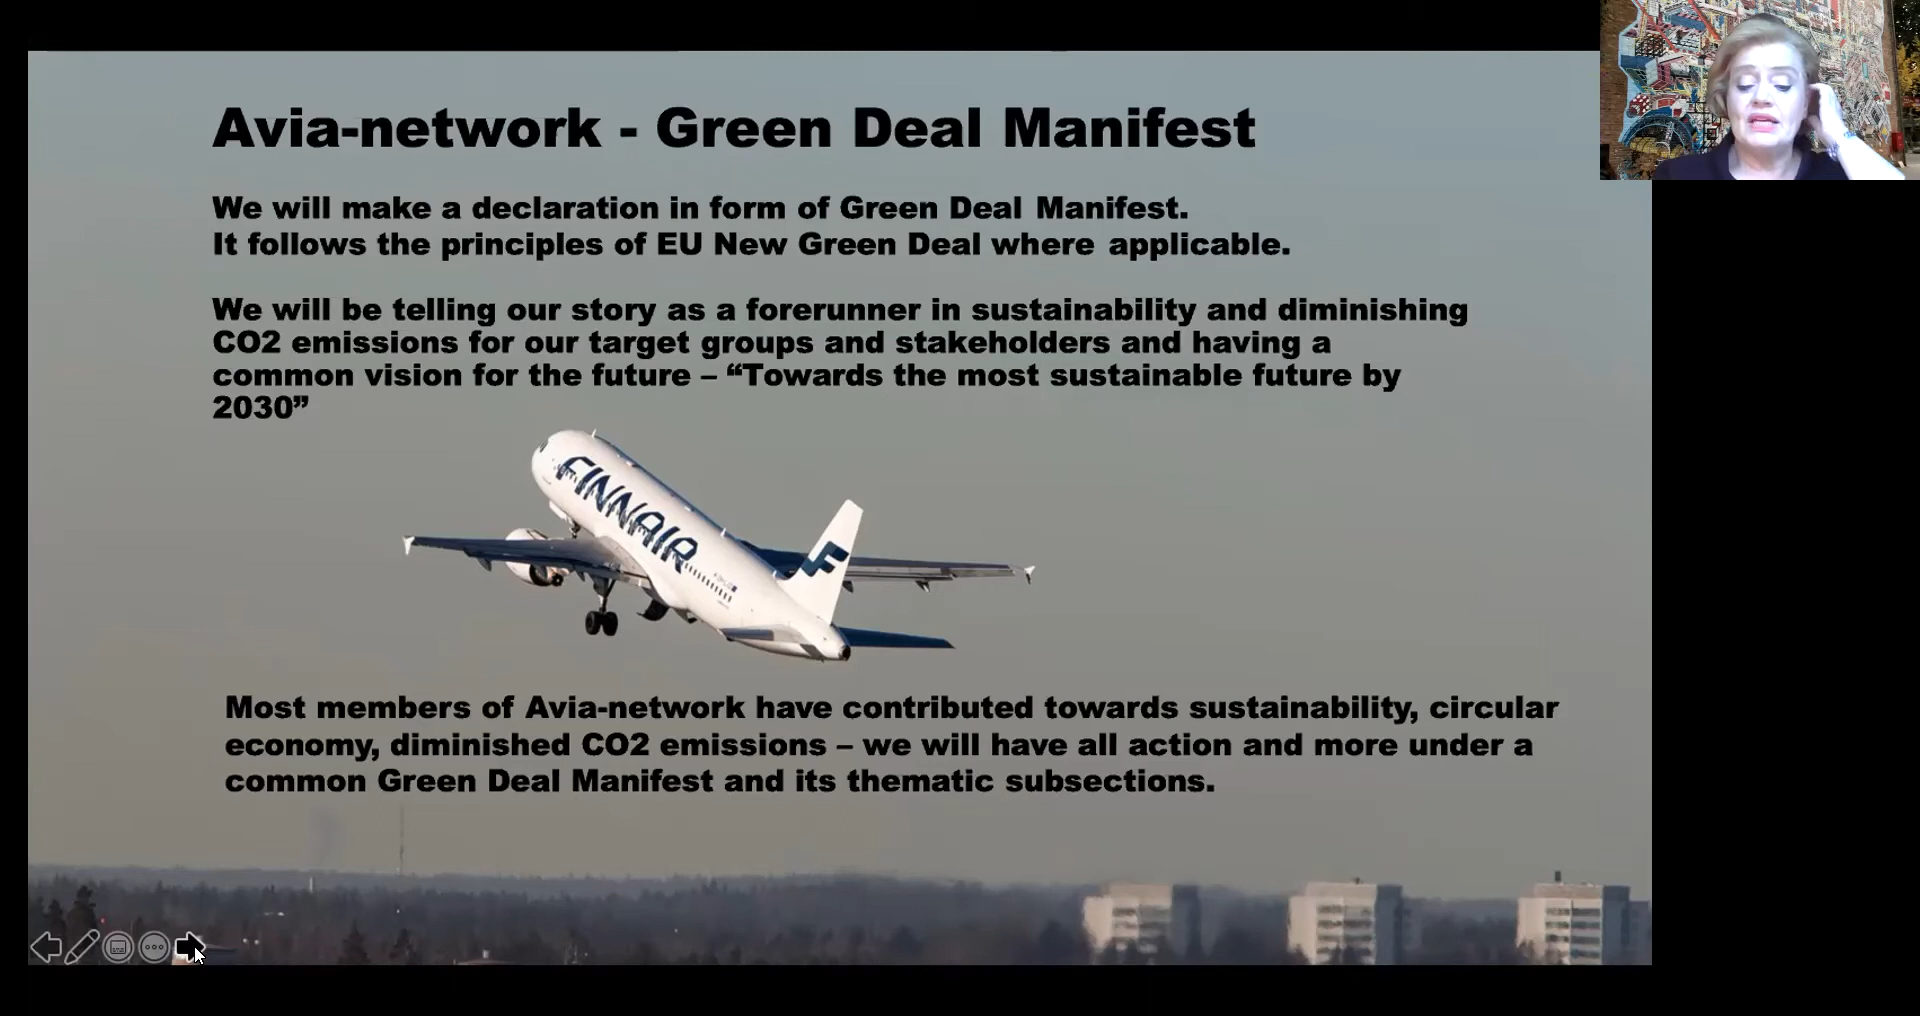 Avia-network - Green Deal Manifest
We will make a declaration in form of Green Deal Manifest.
It follows the principles of EU New Green Deal where applicable.
We will be telling our story as a forerunner in sustainability and diminishing
CO2 emissions for our target groups and stakeholders and having a
common vision for the future – “Towards the most sustainable future by
2030”
FINNAIR
Most members of Avia-network have contributed towards sustainability, circular
economy, diminished CO2 emissions – we will have all action and more under a
common Green Deal Manifest and its thematic subsections.